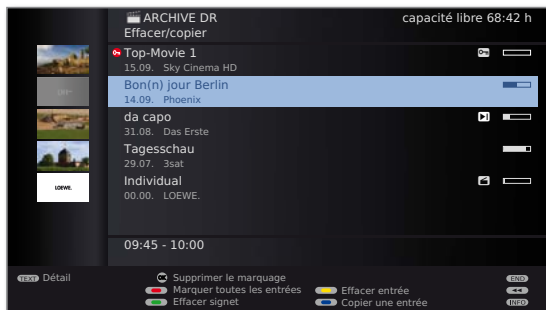 ARCHIVE DR
capacité libre 68:42 h
Effacer/copier
Top-Movie 1
15.09. Sky Cinema HD
Bon(n) jour Berlin
14.09. Phoenix
da capo
31.08. Das Erste
Tagesschau
29.07. 3sat
Individual
00.00. LOEWE.
LOEWE.
09:45 - 10:00
TEXT Détail
OK Supprimer le marquage
END
Marquer toutes les entrées
Effacer entrée
Effacer signet
Copier une entrée
INFO